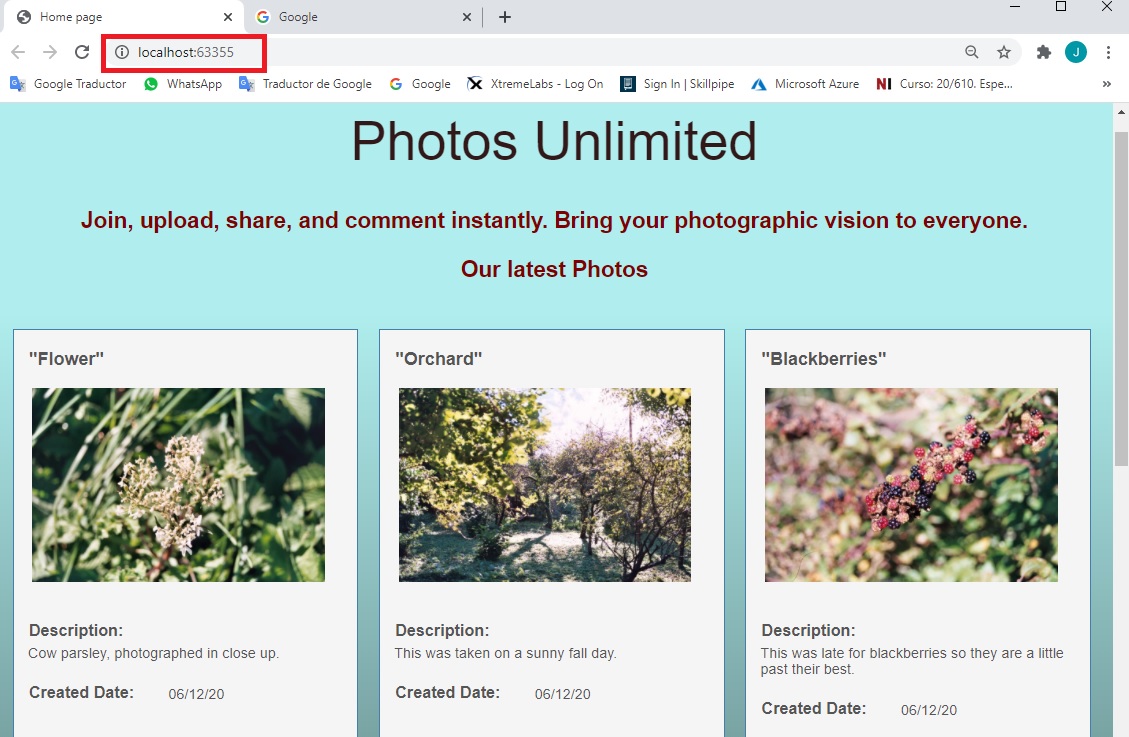 Home page
Google
localhost:63355
J
Google Traductor
WhatsApp
Traductor de Google
Google
XtremeLabs - Log On
Sign In | Skillpipe
Microsoft Azure
NI Curso: 20/610. Espe...
»
Photos Unlimited
Join, upload, share, and comment instantly. Bring your photographic vision to everyone.
Our latest Photos
"Flower"
Description:
Cow parsley, photographed in close up.
Created Date: 06/12/20
"Orchard"
Description:
This was taken on a sunny fall day.
Created Date: 06/12/20
"Blackberries"
Description:
This was late for blackberries so they are a little
past their best.
Created Date: 06/12/20